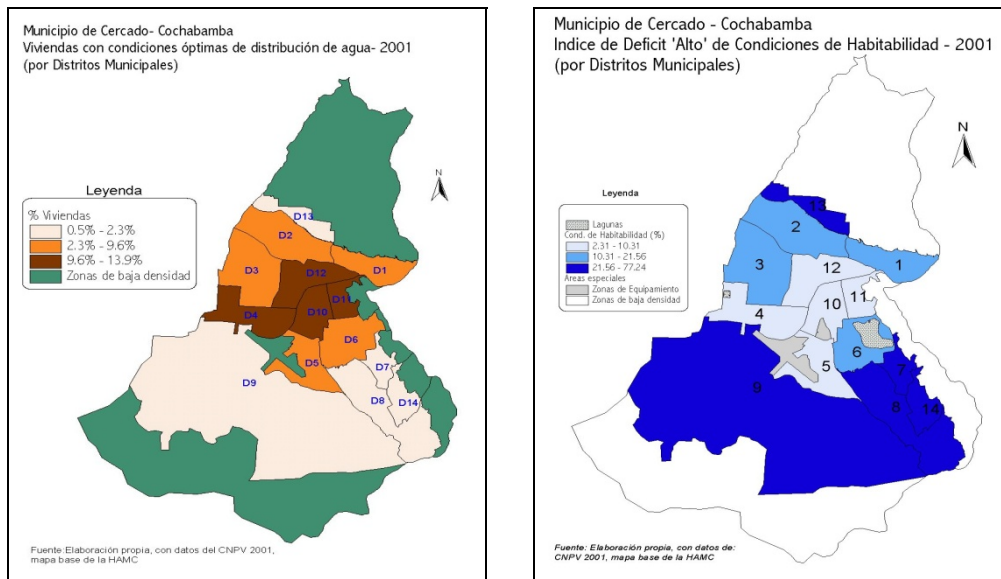 Municipio de Cercado- Cochabamba
Viviendas con condiciones óptimas de distribución de agua- 2001
(por Distritos Municipales)
N
Leyenda
% Viviendas
0.5% - 2.3%
2.3% - 9.6%
9.6% - 13.9%
Zonas de baja densidad
D13
D2
D3
D12
D1
D11
D4
D10
D6
D5
D9
D7
D8
D14
Fuente:Elaboración propia, con datos del CNPV 2001,
mapa base de la HAMC
Municipio de Cercado - Cochabamba
Indice de Deficit 'Alto' de Condiciones de Habitabilidad - 2001
(por Distritos Municipales)
N
Leyenda
Lagunas
Cond. de Habitabilidad (%)
2.31 - 10.31
10.31 - 21.56
21.56 - 77.24
Areas especiales
Zonas de Equipamiento
Zonas de baja densidad
13
2
3
12
1
10
11
4
6
5
9
7
8
14
Fuente: Elaboración propia, con datos de:
CNPV 2001, mapa base de la HAMC